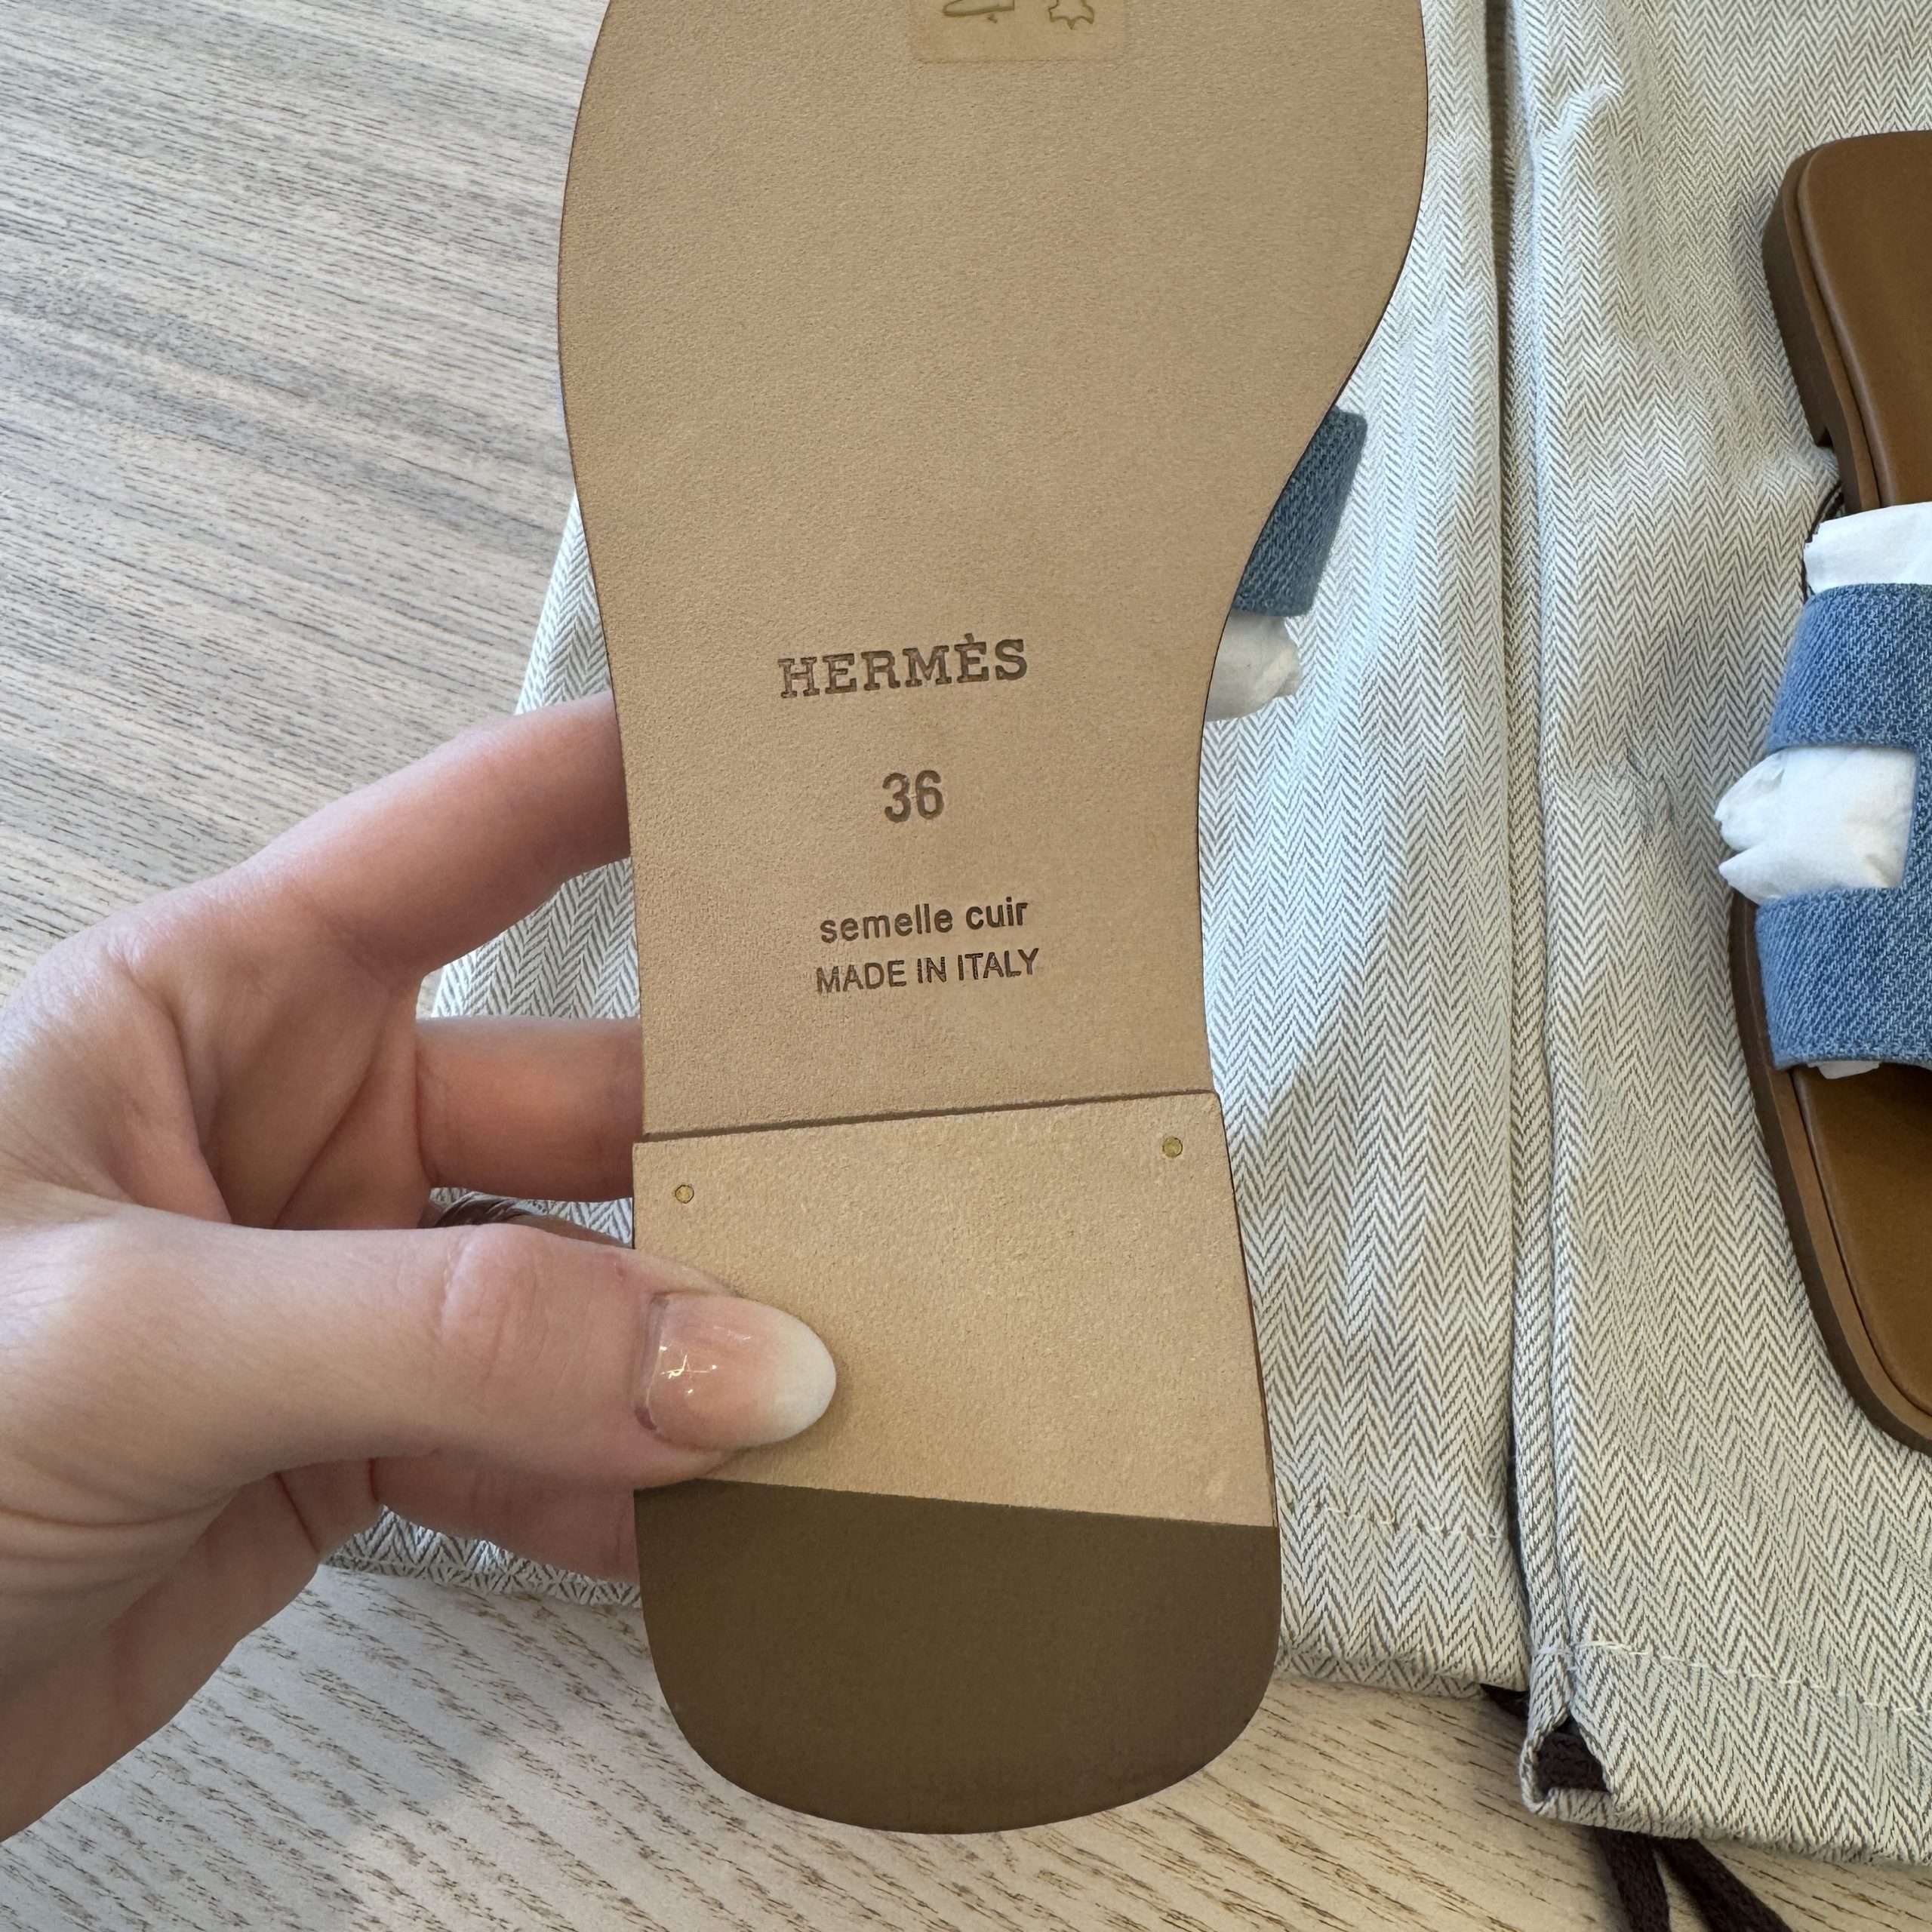 HERMÈS
36
semelle cuir
MADE IN ITALY